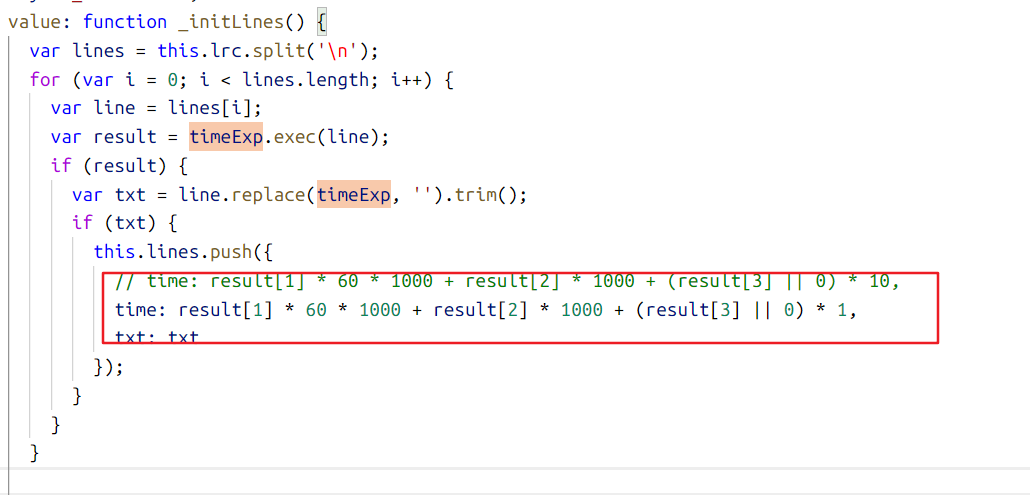 value: function _initLines() {
var lines = this.lrc.split('\n');
for (var i = 0; i < lines.length; i++) {
var line = lines[i];
var result = timeExp.exec(line);
if (result) {
var txt = line.replace(timeExp, '').trim();
if (txt) {
this.lines.push({
// time: result[1] * 60 * 1000 + result[2] * 1000 + (result[3] || 0) * 10,
time: result[1] * 60 * 1000 + result[2] * 1000 + (result[3] || 0) * 1,
txt: txt
});
}
}
}